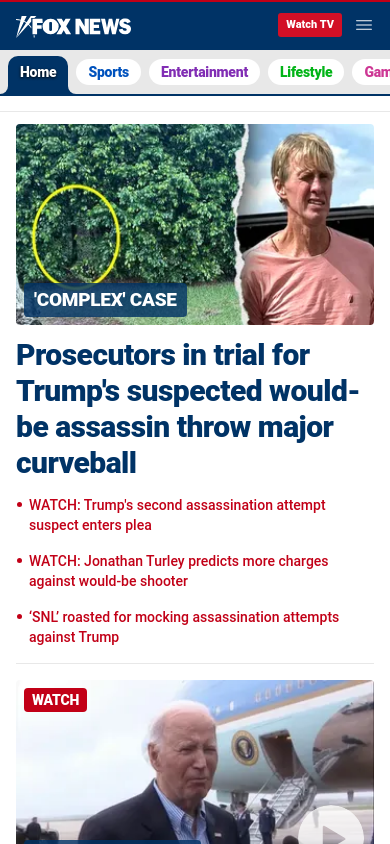 FOX NEWS
Watch TV
Home
Sports
Entertainment
Lifestyle
Gam
'COMPLEX' CASE
Prosecutors in trial for
Trump's suspected would-
be assassin throw major
curveball
• WATCH: Trump's second assassination attempt
suspect enters plea
• WATCH: Jonathan Turley predicts more charges
against would-be shooter
• ‘SNL’ roasted for mocking assassination attempts
against Trump
WATCH